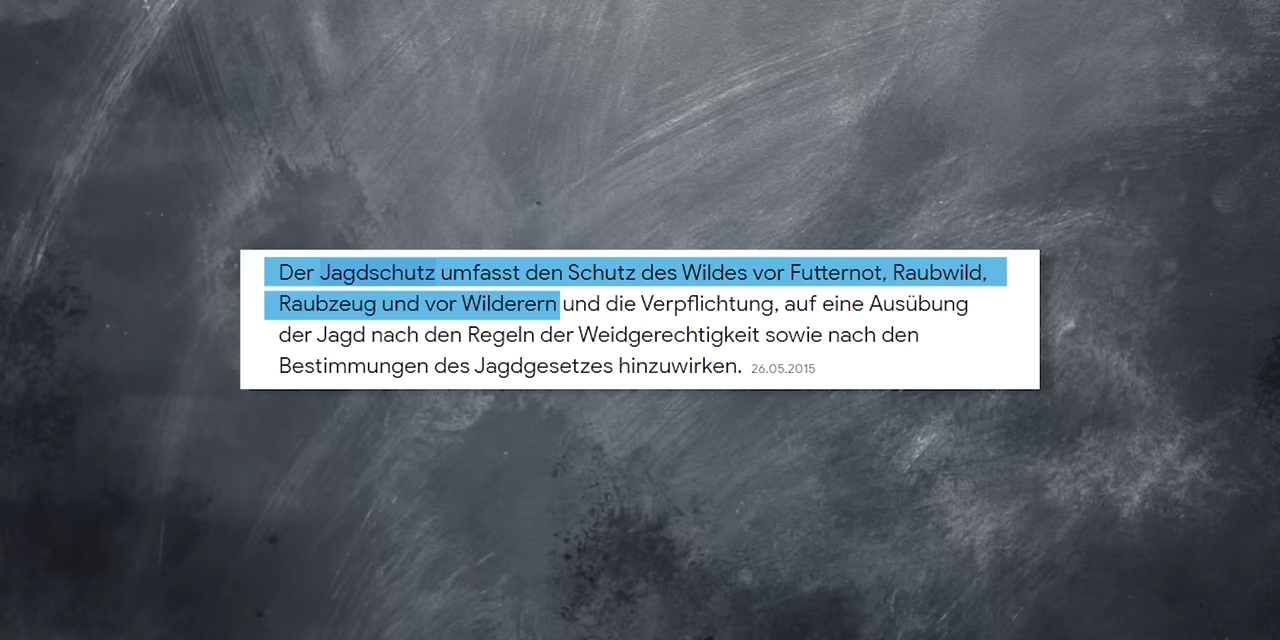 Der Jagdschutz umfasst den Schutz des Wildes vor Futternot, Raubwild,
Raubzeug und vor Wilderern und die Verpflichtung, auf eine Ausübung
der Jagd nach den Regeln der Weidgerechtigkeit sowie nach den
Bestimmungen des Jagdgesetzes hinzuwirken. 26.05.2015